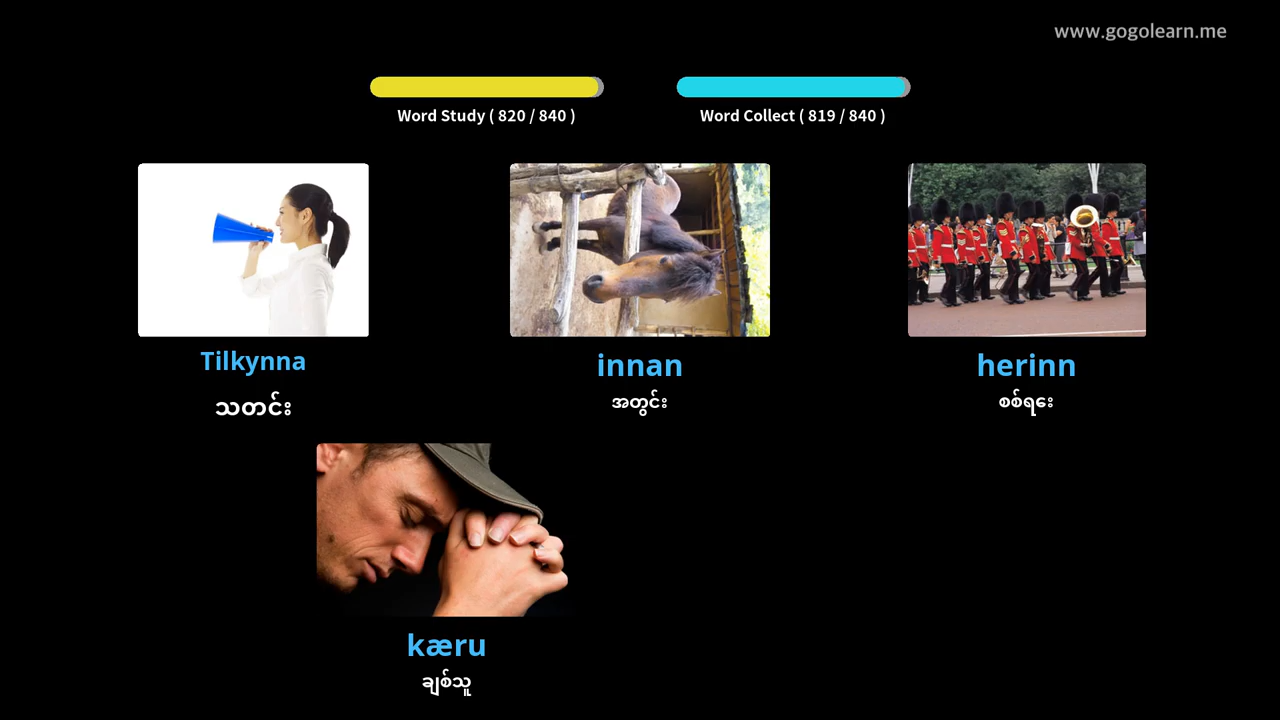 www.gogolearn.me
Word Study ( 820 / 840 )
Word Collect ( 819 / 840 )
Tilkynna
innan
herinn
သတင်း
အတွင်း
စစ်ရေး
kæru
ချစ်သူ